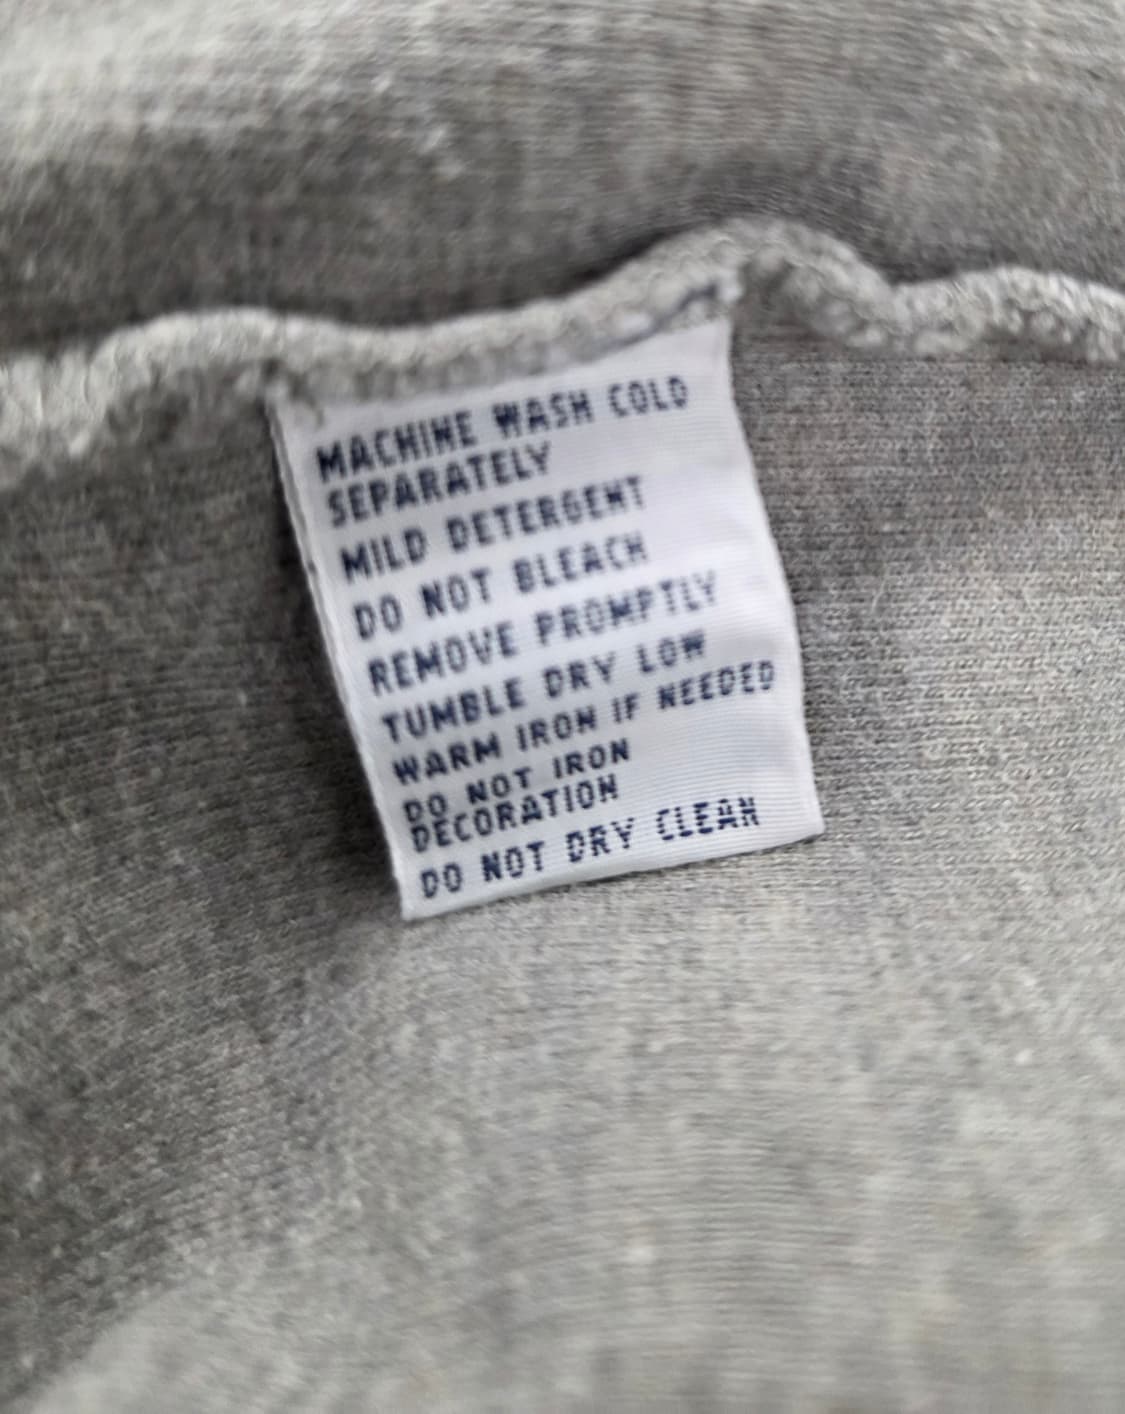 MACHINE WASH COLD
SEPARATELY
MILD DETERGENT
DO NOT BLEACH
REMOVE PROMPTLY
TUMBLE DRY LOW
WARM IRON IF NEEDED
DO NOT IRON
DECORATION
DO NOT DRY CLEAN